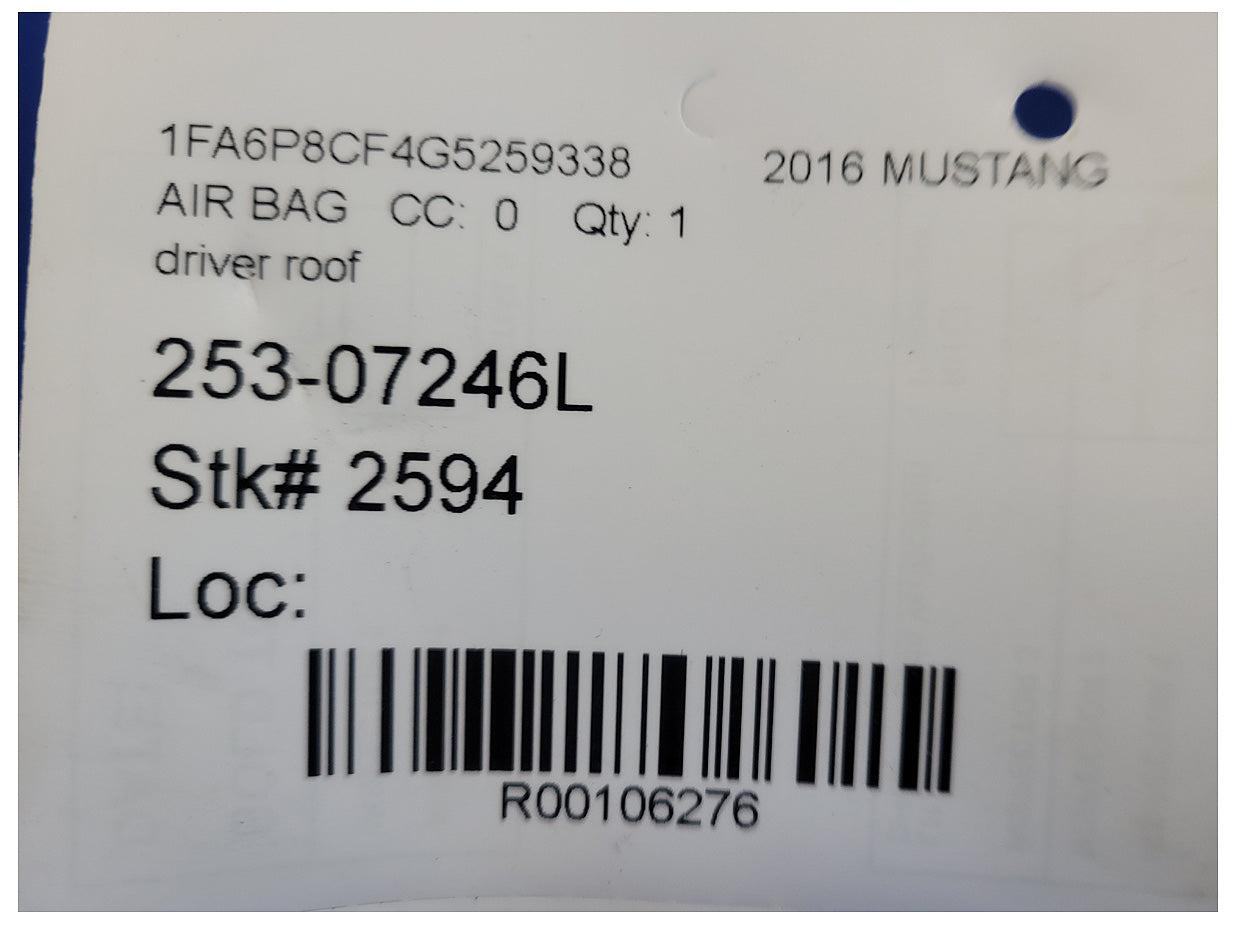 1FA6P8CF4G5259338 2016 MUSTANG
AIR BAG CC: 0 Qty: 1
driver roof
253-07246L
Stk# 2594
Loc:
R00106276